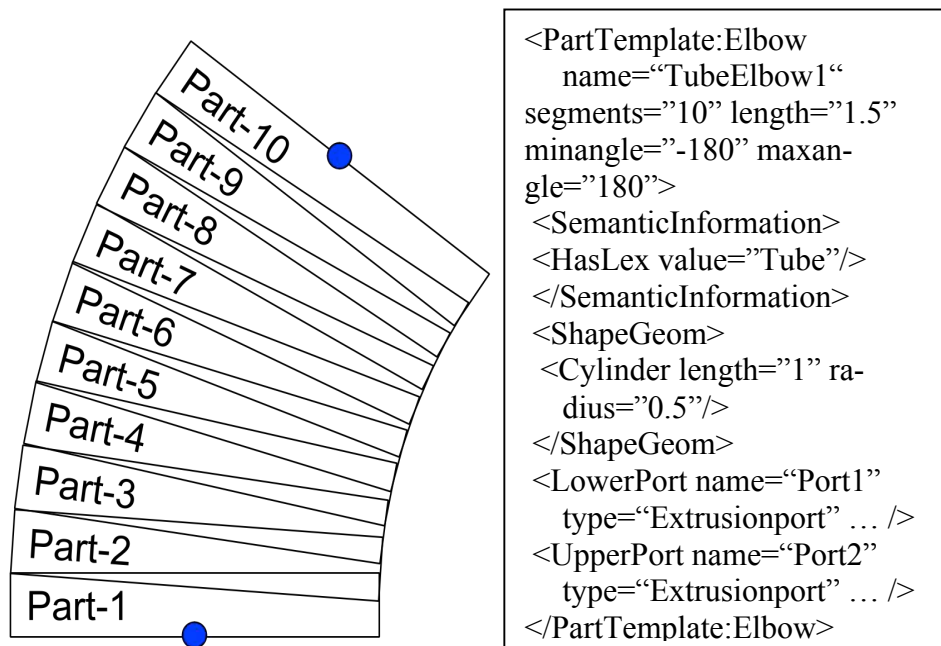 Part-10
Part-9
Part-8
Part-7
Part-6
Part-5
Part-4
Part-3
Part-2
Part-1
<PartTemplate:Elbow
name=“TubeElbow1“
segments=”10” length=”1.5”
minangle=”-180” maxan-
gle=”180”>
<SemanticInformation>
<HasLex value=”Tube”/>
</SemanticInformation>
<ShapeGeom>
<Cylinder length=”1” ra-
dius=”0.5”/>
</ShapeGeom>
<LowerPort name=“Port1”
type=“Extrusionport” … />
<UpperPort name=“Port2”
type=“Extrusionport” … />
</PartTemplate:Elbow>